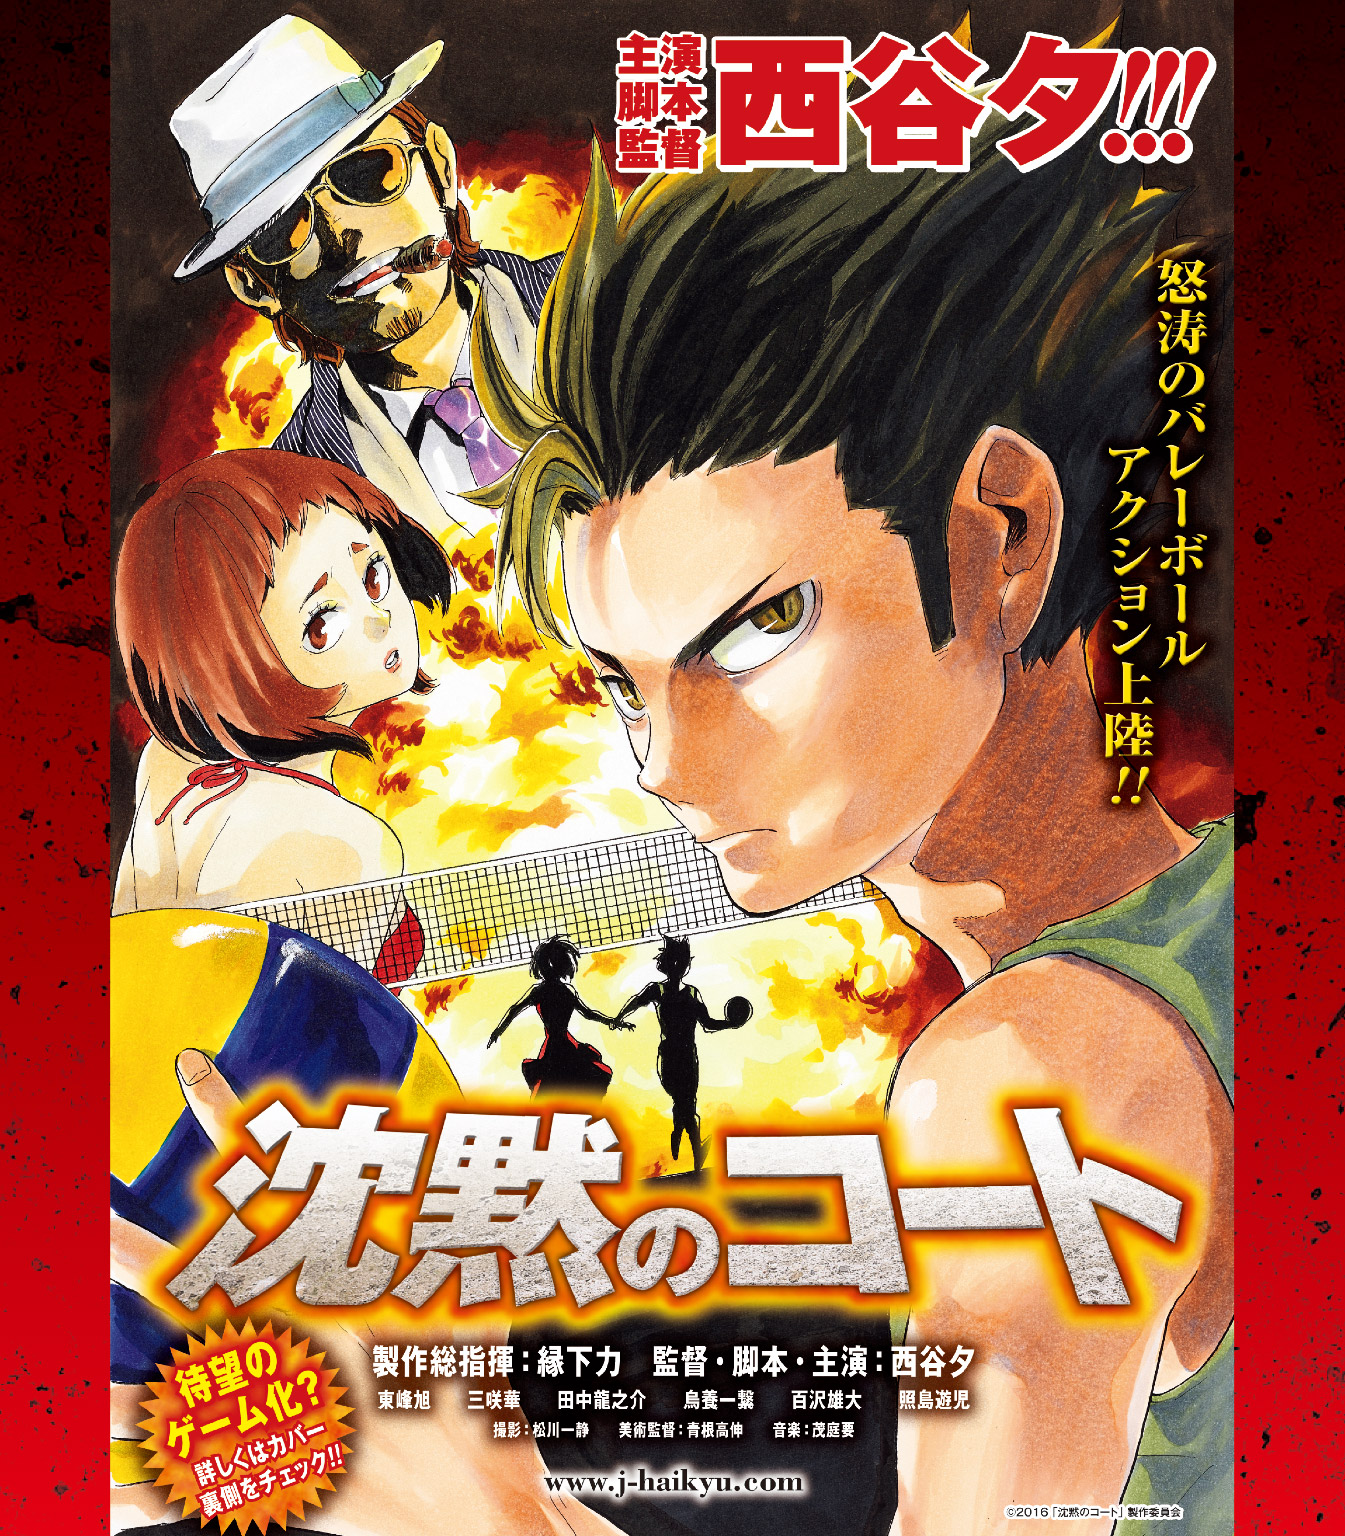 主演
脚本
監督
西谷夕!!!
怒涛のバレーボール
アクション上陸!!
沈黙のコート
製作総指揮：縁下力　監督・脚本・主演：西谷夕
東峰旭　三咲華　田中龍之介　烏養一繋　百沢雄大　照島遊児
撮影：松川一静　美術監督：青根高伸　音楽：茂庭要
待望の
ゲーム化?
詳しくはカバー
裏側をチェック!!
www.j-haikyu.com
©2016「沈黙のコート」製作委員会